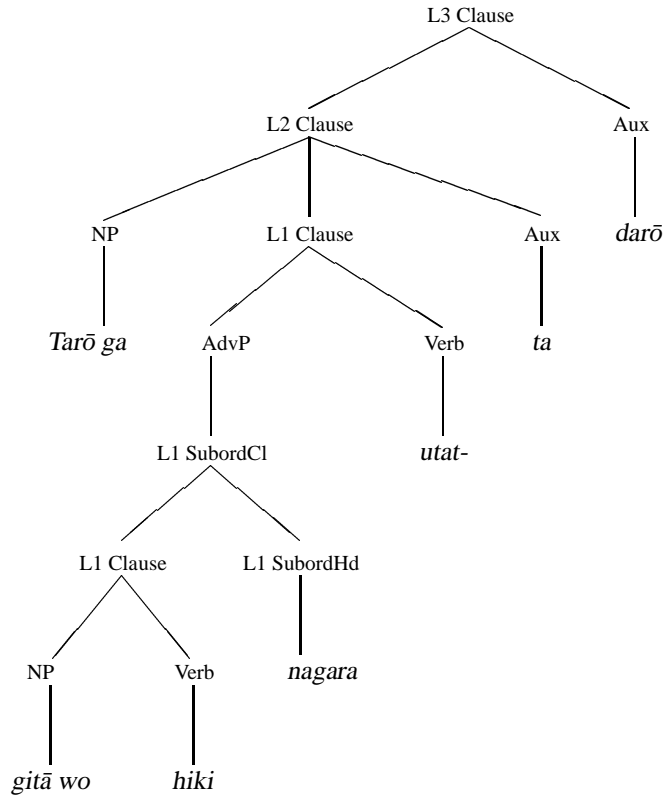 L3 Clause
L2 Clause Aux
NP L1 Clause Aux darō
Tarō ga AdvP Verb ta
L1 SubordCl utat-
L1 Clause L1 SubordHd
NP Verb nagara
gitā wo hiki